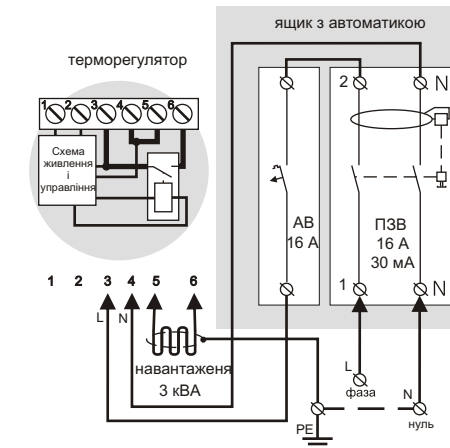 ящик з автоматикою
терморегулятор
1 2 3 4 5 6
Схема
живлення
і
управління
2 N
АВ
16 А
ПЗВ
16 А
30 мА
1 N
1 2 3 4 5 6
L N
навантаженя
3 кВА
L
фаза
N
нуль
PE